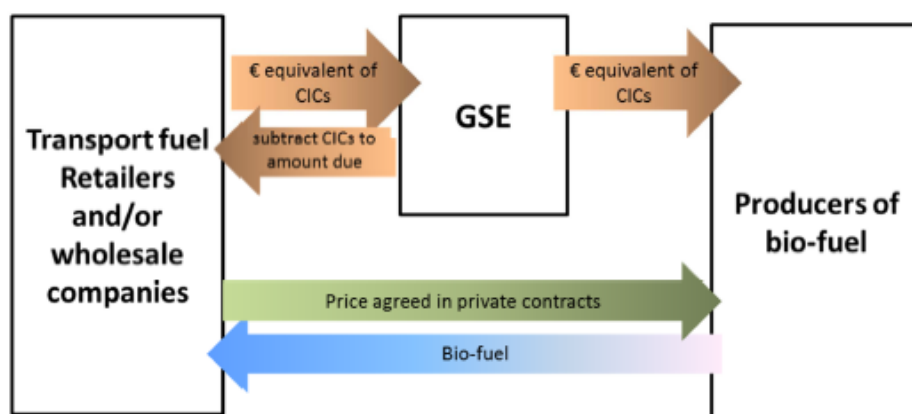 Transport fuel
Retailers
and/or
wholesale
companies
€ equivalent of
CICs
subtract CICs to
amount due
GSE
€ equivalent of
CICs
Producers of
bio-fuel
Price agreed in private contracts
Bio-fuel